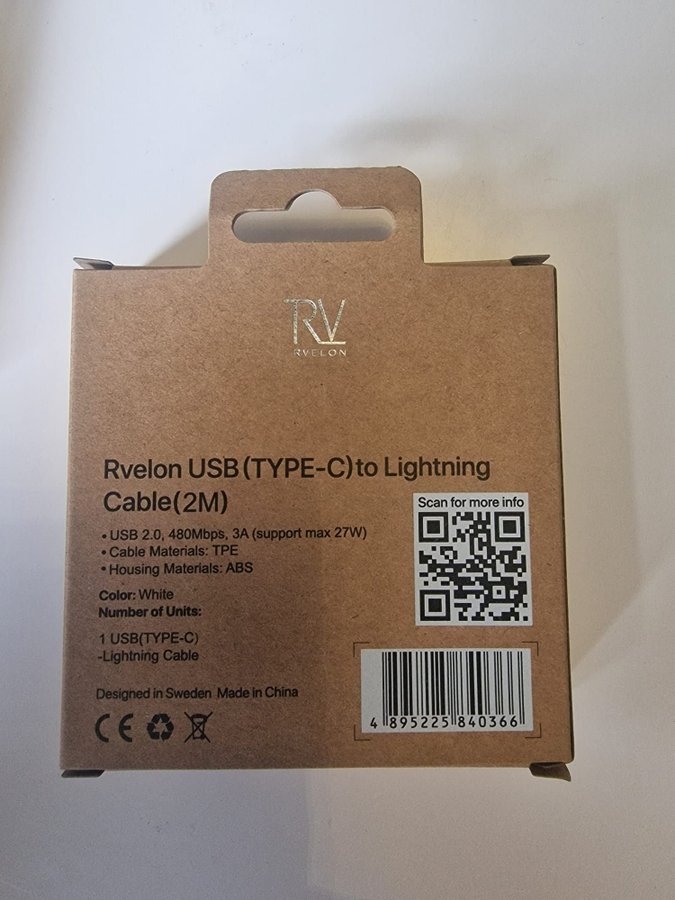 RV
RVELON
Rvelon USB(TYPE-C)to Lightning
Cable(2M)
Scan for more info
• USB 2.0, 480Mbps, 3A (support max 27W)
• Cable Materials: TPE
• Housing Materials: ABS
Color: White
Number of Units:
1 USB(TYPE-C)
-Lightning Cable
Designed in Sweden Made in China
CE
4 895225 840366